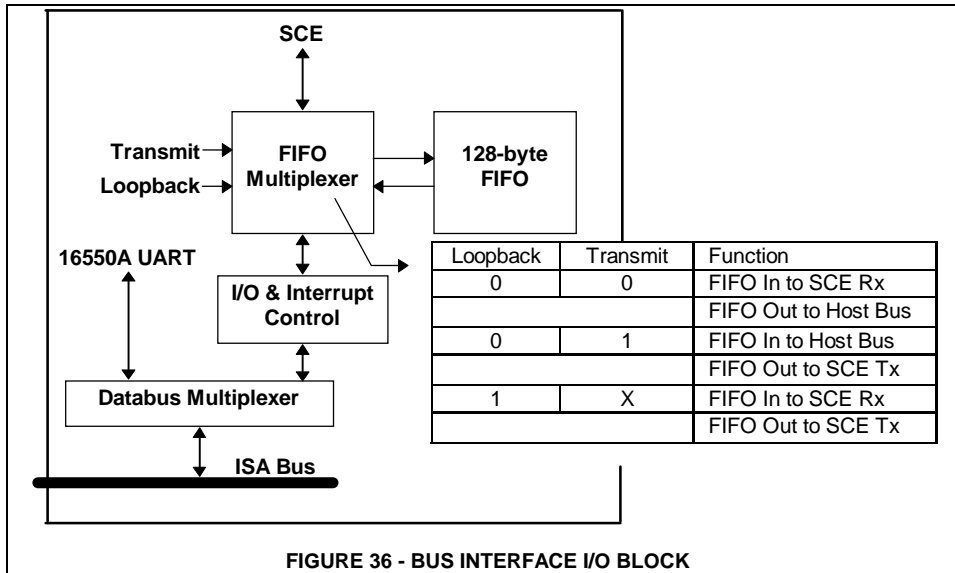 SCE
Transmit
Loopback
FIFO
Multiplexer
128-byte
FIFO
16550A UART
I/O & Interrupt
Control
Databus Multiplexer
ISA Bus
Loopback Transmit Function
0 0 FIFO In to SCE Rx
FIFO Out to Host Bus
0 1 FIFO In to Host Bus
FIFO Out to SCE Tx
1 X FIFO In to SCE Rx
FIFO Out to SCE Tx
FIGURE 36 - BUS INTERFACE I/O BLOCK